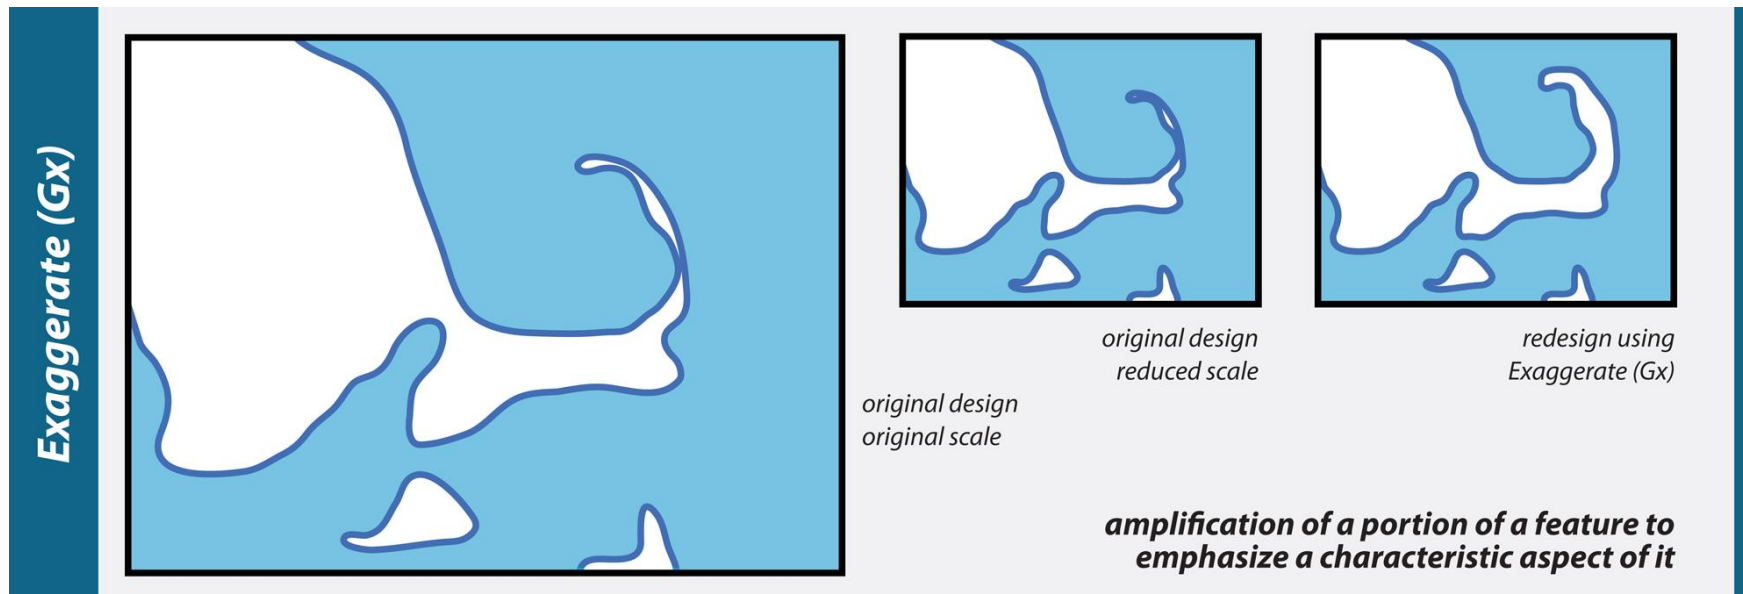 Exaggerate (Gx)
original design
original scale
original design
reduced scale
redesign using
Exaggerate (Gx)
amplification of a portion of a feature to
emphasize a characteristic aspect of it